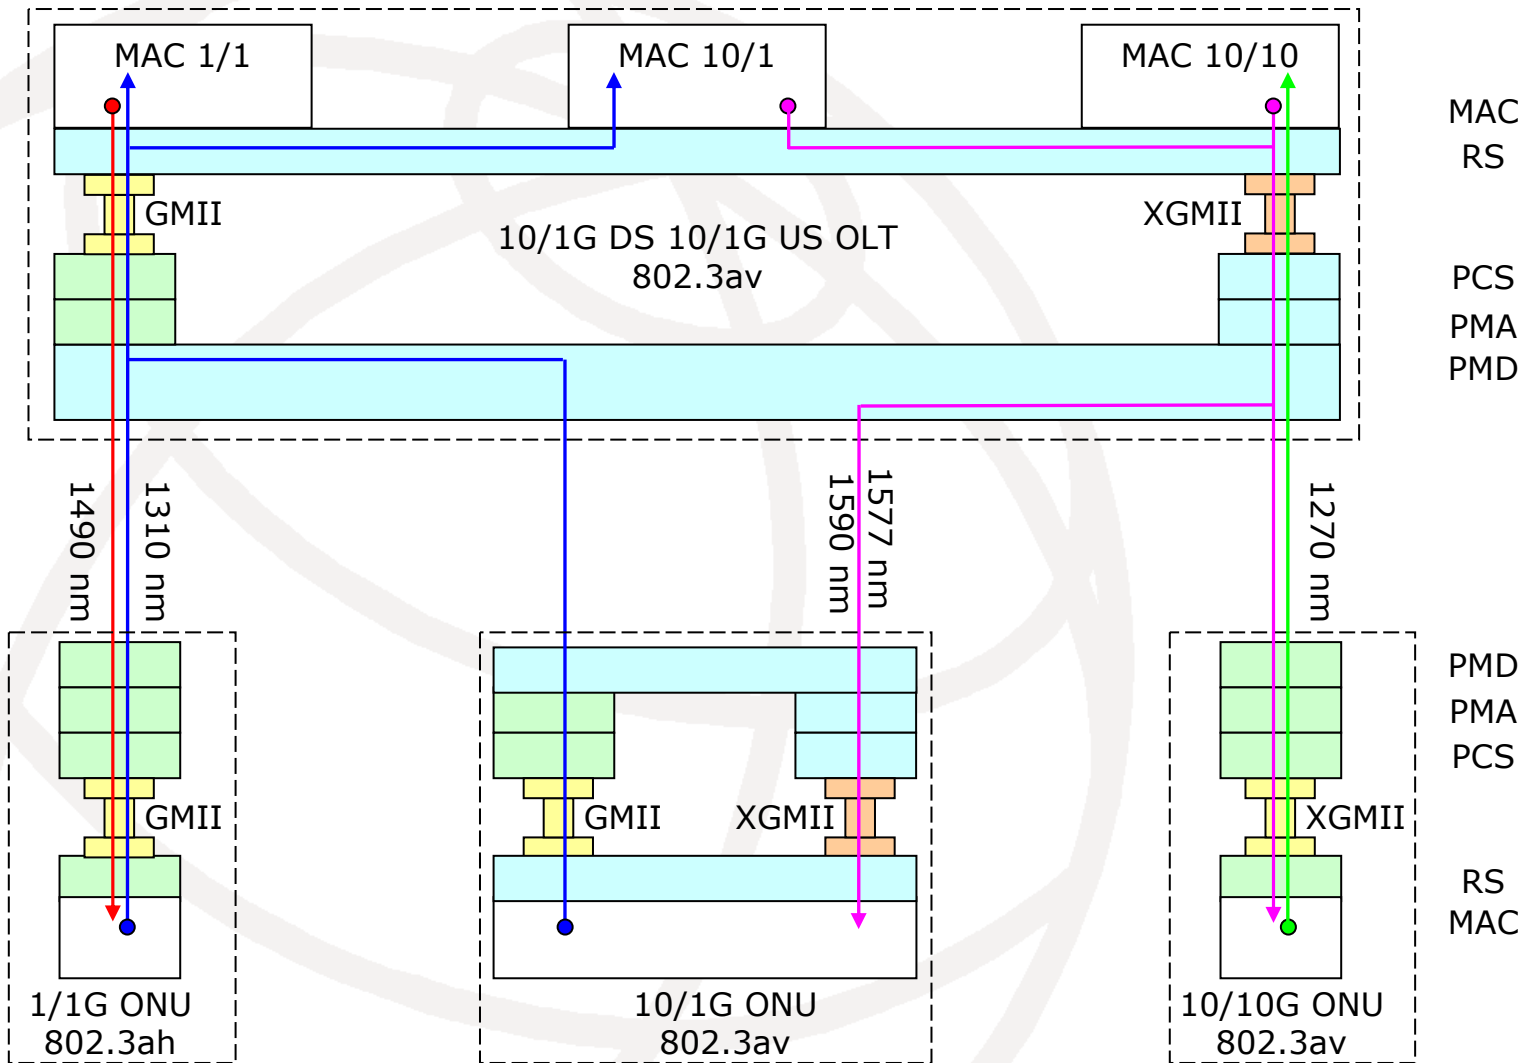 MAC 1/1
MAC 10/1
MAC 10/10
MAC
RS
GMII
XGMII
10/1G DS 10/1G US OLT
802.3av
PCS
PMA
PMD
1490 nm
1310 nm
1590 nm
1577 nm
1270 nm
PMD
PMA
PCS
GMII
GMII
XGMII
XGMII
RS
MAC
1/1G ONU
802.3ah
10/1G ONU
802.3av
10/10G ONU
802.3av